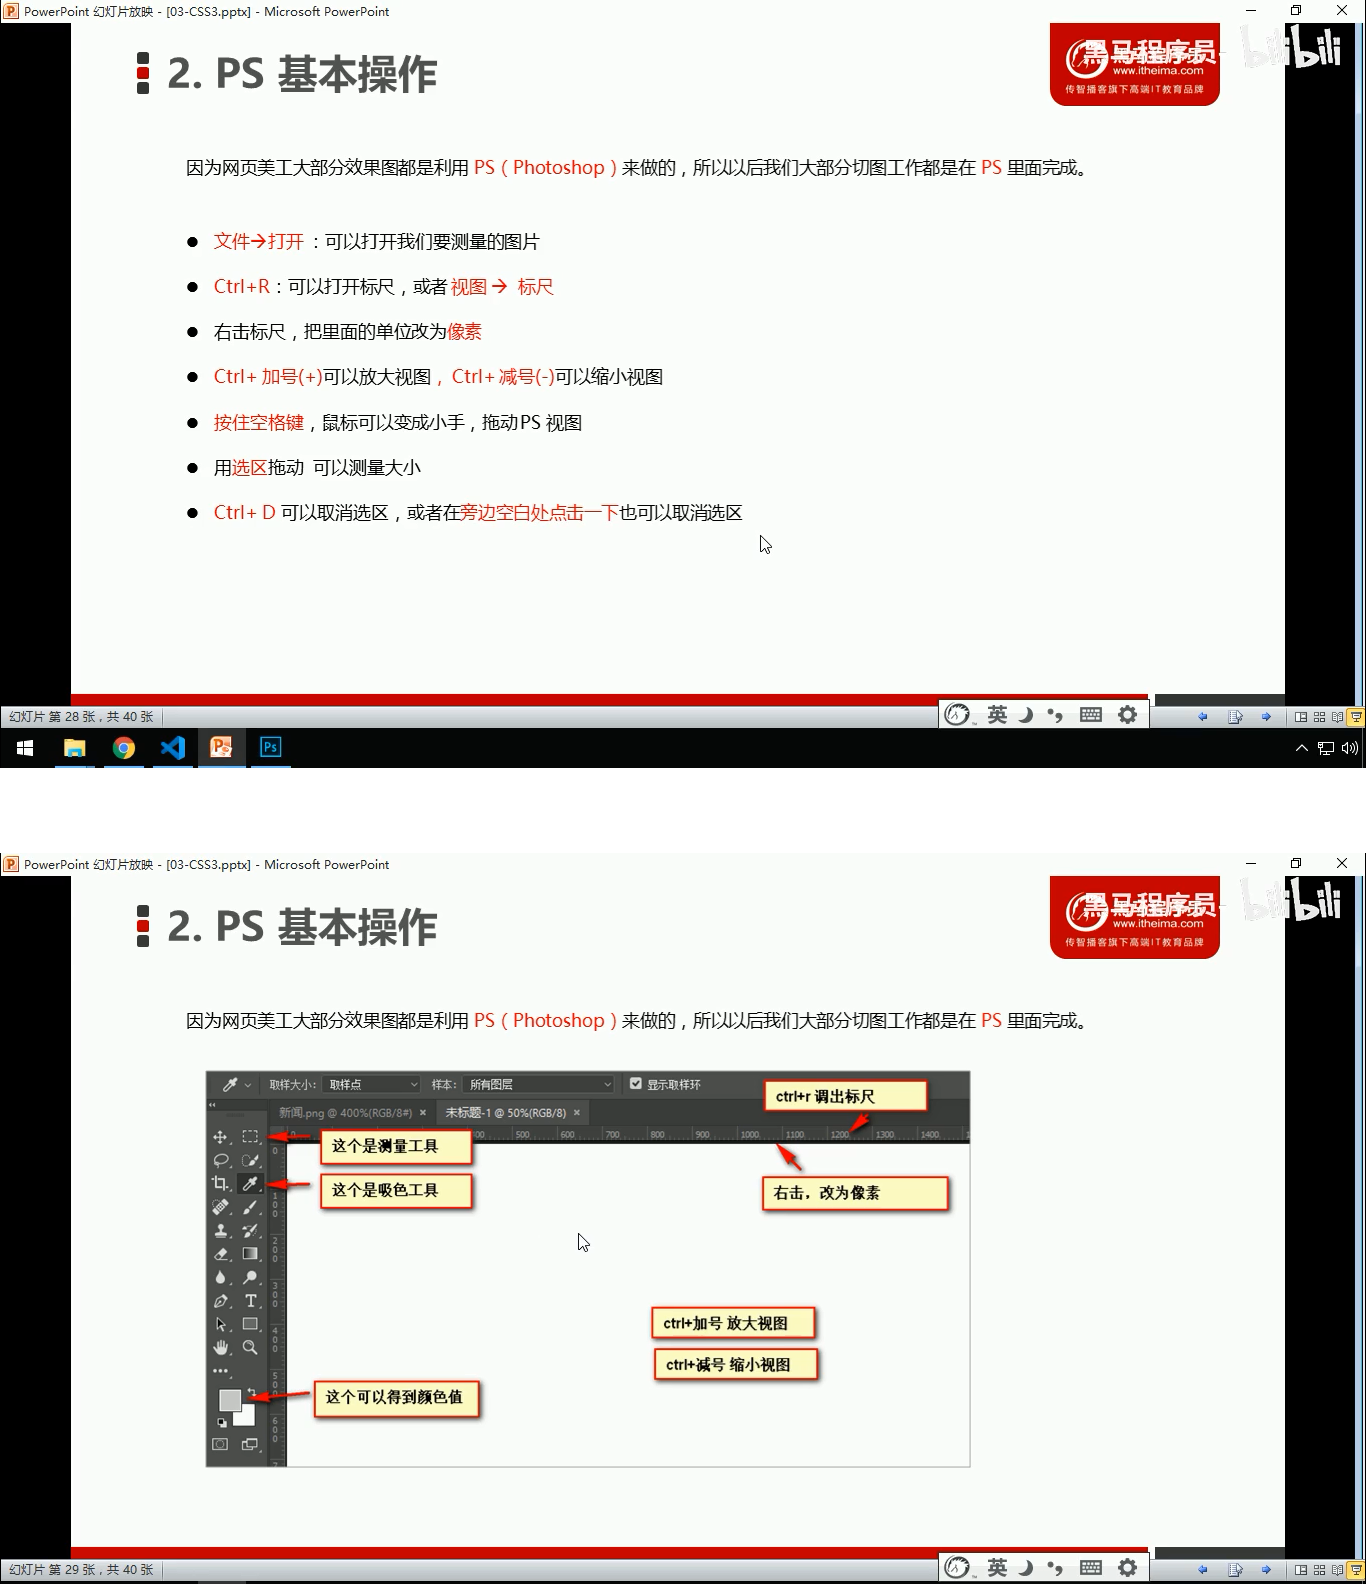 PowerPoint 幻灯片放映 - [03-CSS3.pptx] - Microsoft PowerPoint
2. PS 基本操作
黑马程序员-
bilibili
www.itheima.com
传智播客旗下高端IT教育品牌
因为网页美工大部分效果图都是利用 PS（Photoshop）来做的，所以以后我们大部分切图工作都是在 PS 里面完成。
● 文件→打开 ：可以打开我们要测量的图片
● Ctrl+R：可以打开标尺，或者 视图 → 标尺
● 右击标尺，把里面的单位改为像素
● Ctrl+ 加号(+)可以放大视图， Ctrl+ 减号(-)可以缩小视图
● 按住空格键，鼠标可以变成小手，拖动 PS 视图
● 用选区拖动 可以测量大小
● Ctrl+ D 可以取消选区，或者在旁边空白处点击一下也可以取消选区
幻灯片 第 28 张，共 40 张
英
Ps
PowerPoint 幻灯片放映 - [03-CSS3.pptx] - Microsoft PowerPoint
2. PS 基本操作
黑马程序员-
bilibili
www.itheima.com
传智播客旗下高端IT教育品牌
因为网页美工大部分效果图都是利用 PS（Photoshop）来做的，所以以后我们大部分切图工作都是在 PS 里面完成。
取样大小： 取样点 样本： 所有图层 显示取样环
ctrl+r 调出标尺
新闻.png @ 400%(RGB/8#) × 未标题-1 @ 50%(RGB/8) ×
500 600 700 800 900 1000 1100 1200 1300 1400
这个是测量工具
这个是吸色工具
右击，改为像素
ctrl+加号 放大视图
ctrl+减号 缩小视图
这个可以得到颜色值
幻灯片 第 29 张，共 40 张
英